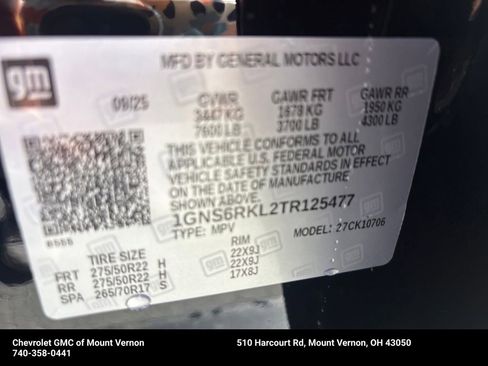 MFD BY GENERAL MOTORS LLC
gm
08/25 GVWR GAWR FRT GAWR RR
3447 KG 1678 KG 1950 KG
7600 LB 3700 LB 4300 LB
THIS VEHICLE CONFORMS TO ALL
APPLICABLE U.S. FEDERAL MOTOR
VEHICLE SAFETY STANDARDS IN EFFECT
ON THE DATE OF MANUFACTURE
SHOWN ABOVE.
1GNS6RKL2TR125477
TYPE: MPV MODEL: 27CK10706
TIRE SIZE RIM
FRT 275/50R22 H 22X9J
RR 275/50R22 H 22X9J
SPA 265/70R17 S 17X8J
Chevrolet GMC of Mount Vernon 510 Harcourt Rd, Mount Vernon, OH 43050
740-358-0441